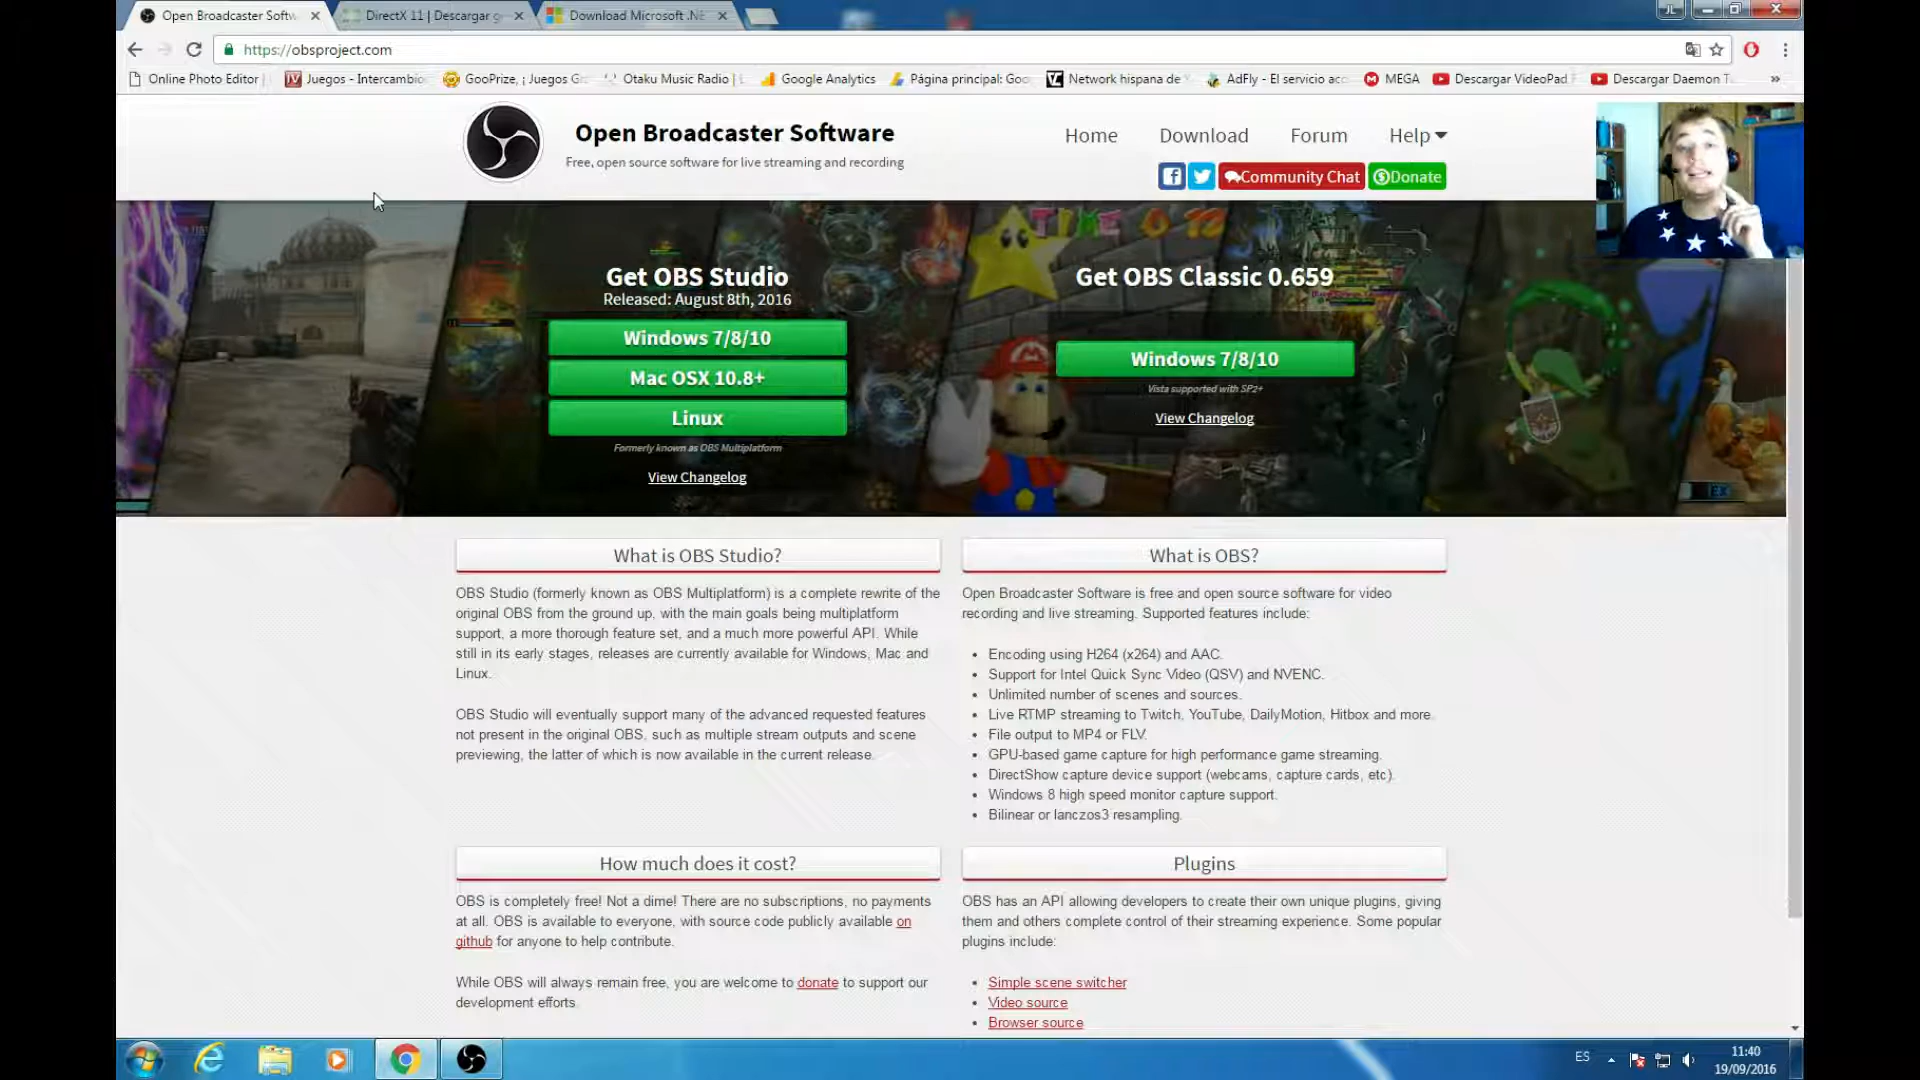 Open Broadcaster Softw
DirectX 11 | Descargar g
Download Microsoft .NE
JL
https://obsproject.com
Online Photo Editor
Juegos - Intercambio
GooPrize, ¡ Juegos Gr
Otaku Music Radio | L
Google Analytics
Página principal: Goo
Network hispana de
AdFly - El servicio aco
MEGA
Descargar VideoPad
Descargar Daemon T
»
Open Broadcaster Software
Free, open source software for live streaming and recording
Home
Download
Forum
Help
Community Chat
Donate
TIME 0 12
Get OBS Studio
Released: August 8th, 2016
Windows 7/8/10
Mac OSX 10.8+
Linux
Formerly known as OBS Multiplatform
View Changelog
Get OBS Classic 0.659
Windows 7/8/10
Vista supported with SP2+
View Changelog
What is OBS Studio?
OBS Studio (formerly known as OBS Multiplatform) is a complete rewrite of the
original OBS from the ground up, with the main goals being multiplatform
support, a more thorough feature set, and a much more powerful API. While
still in its early stages, releases are currently available for Windows, Mac and
Linux.
OBS Studio will eventually support many of the advanced requested features
not present in the original OBS, such as multiple stream outputs and scene
previewing, the latter of which is now available in the current release.
What is OBS?
Open Broadcaster Software is free and open source software for video
recording and live streaming. Supported features include:
Encoding using H264 (x264) and AAC.
Support for Intel Quick Sync Video (QSV) and NVENC.
Unlimited number of scenes and sources.
Live RTMP streaming to Twitch, YouTube, DailyMotion, Hitbox and more.
File output to MP4 or FLV.
GPU-based game capture for high performance game streaming.
DirectShow capture device support (webcams, capture cards, etc).
Windows 8 high speed monitor capture support.
Bilinear or lanczos3 resampling.
How much does it cost?
OBS is completely free! Not a dime! There are no subscriptions, no payments
at all. OBS is available to everyone, with source code publicly available on
github for anyone to help contribute.
While OBS will always remain free, you are welcome to donate to support our
development efforts.
Plugins
OBS has an API allowing developers to create their own unique plugins, giving
them and others complete control of their streaming experience. Some popular
plugins include:
Simple scene switcher
Video source
Browser source
ES
11:40
19/09/2016